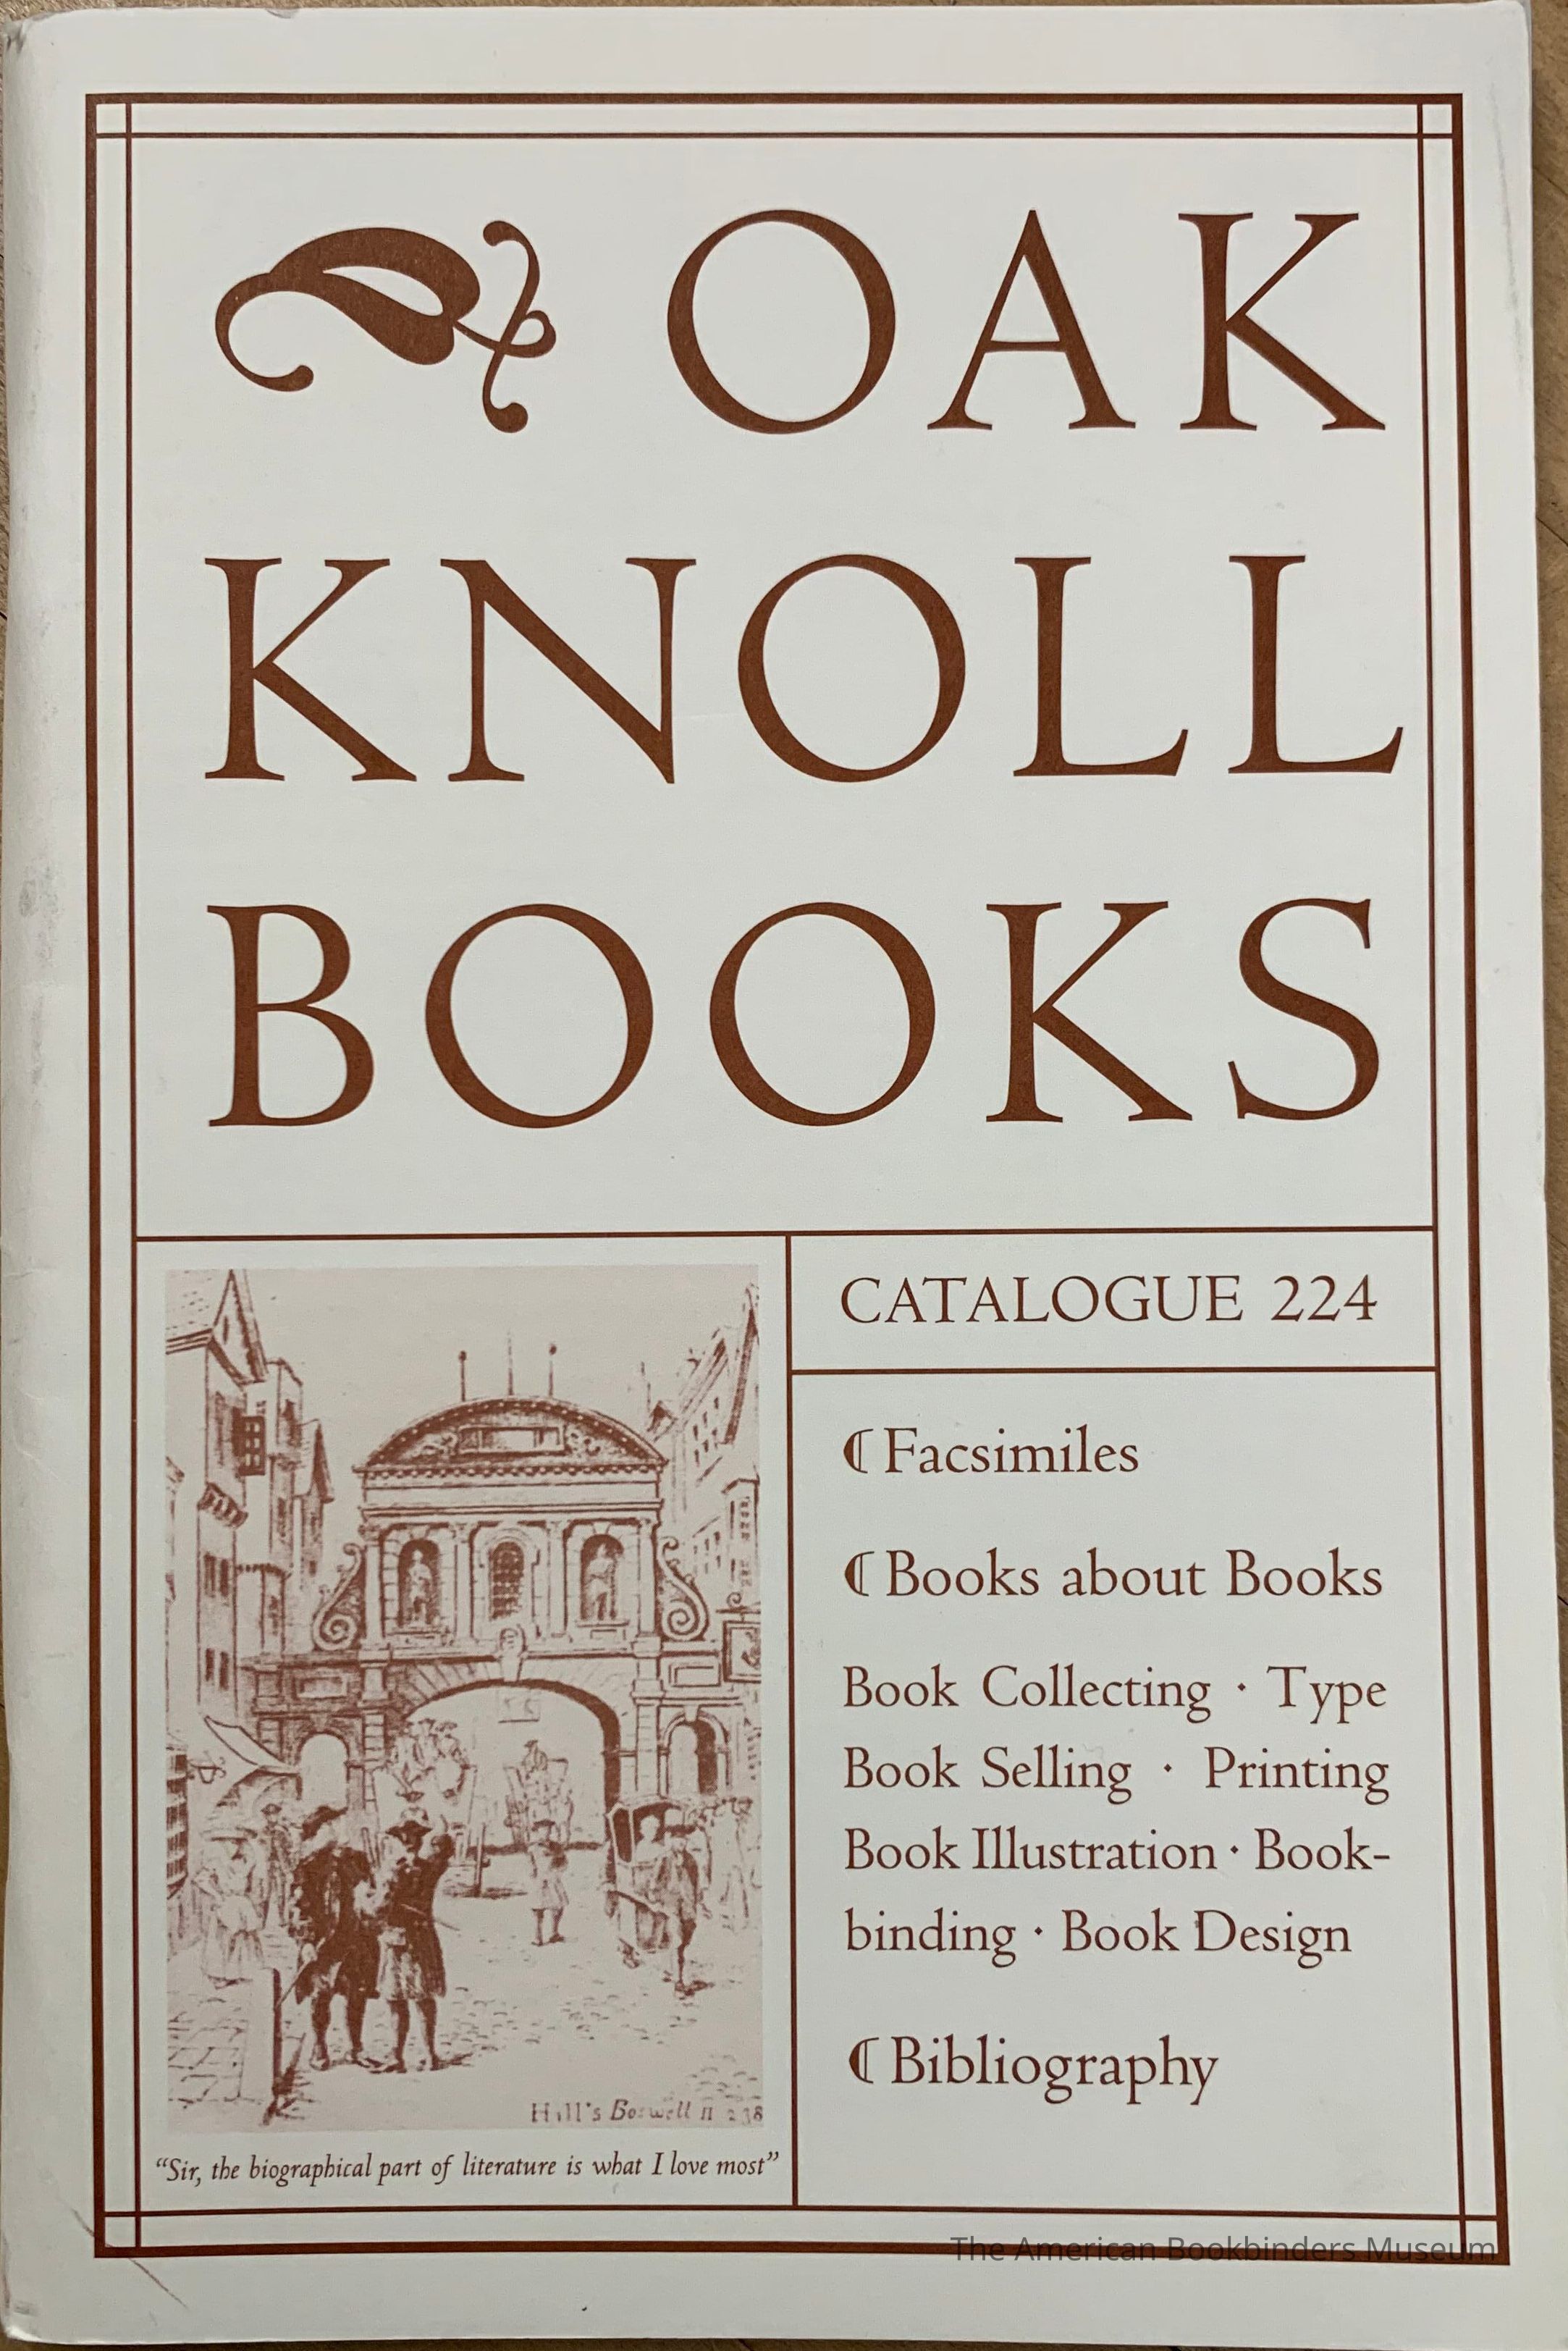 OAK
KNOLL
BOOKS
CATALOGUE 224
⸿Facsimiles
⸿Books about Books
Book Collecting · Type
Book Selling · Printing
Book Illustration · Book-
binding · Book Design
⸿Bibliography
Hill's Boswell II 238
“Sir, the biographical part of literature is what I love most”
The American Bookbinders Museum